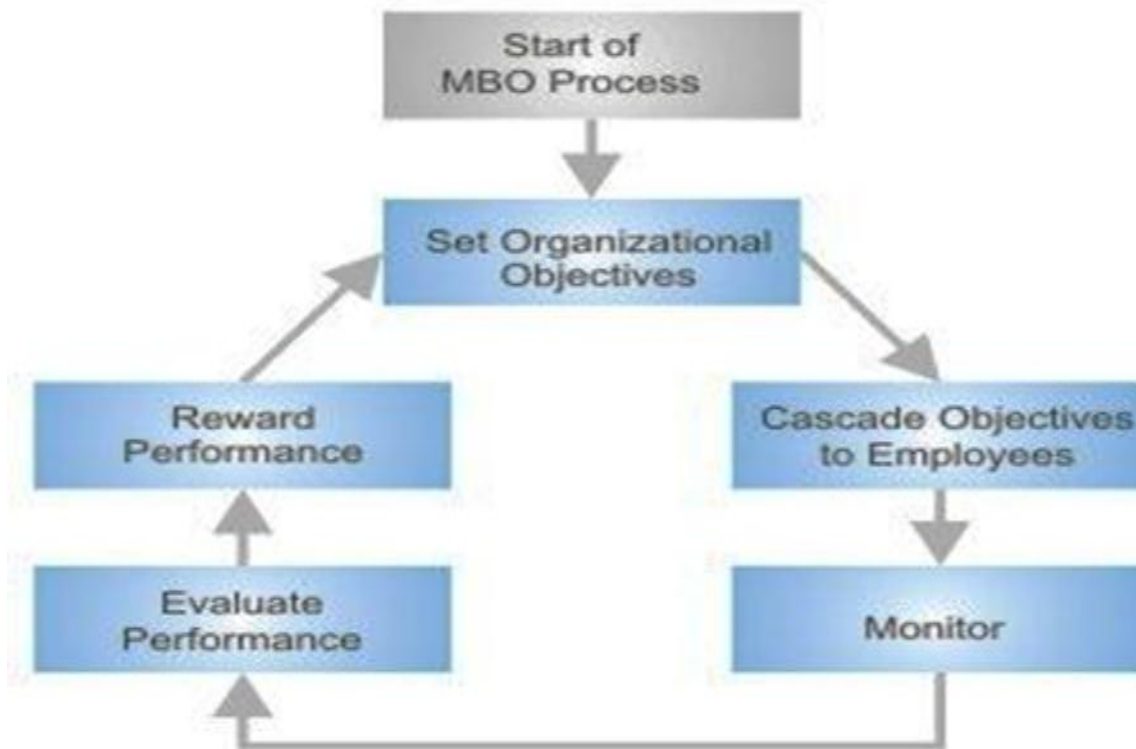 Start of
MBO Process
Set Organizational
Objectives
Cascade Objectives
to Employees
Monitor
Evaluate
Performance
Reward
Performance